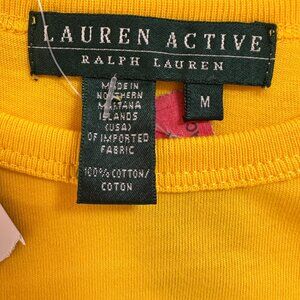 LAUREN ACTIVE
RALPH LAUREN
MADE IN
NORTHERN
MARIANA
ISLANDS
(USA)
OF IMPORTED
FABRIC
100% COTTON/
COTON
M